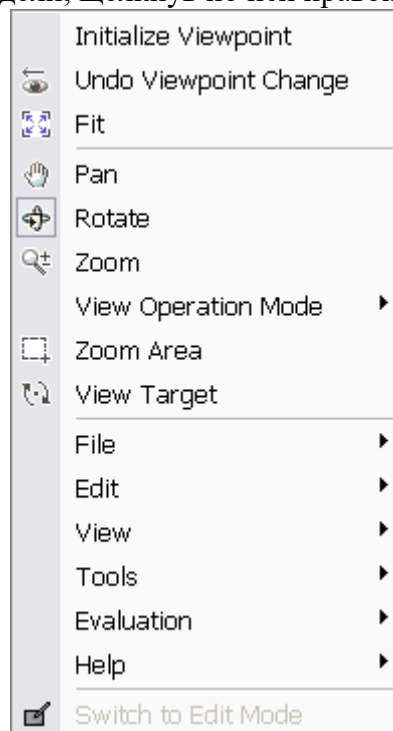 Initialize Viewpoint
Undo Viewpoint Change
Fit
Pan
Rotate
Zoom
View Operation Mode
Zoom Area
View Target
File
Edit
View
Tools
Evaluation
Help
Switch to Edit Mode